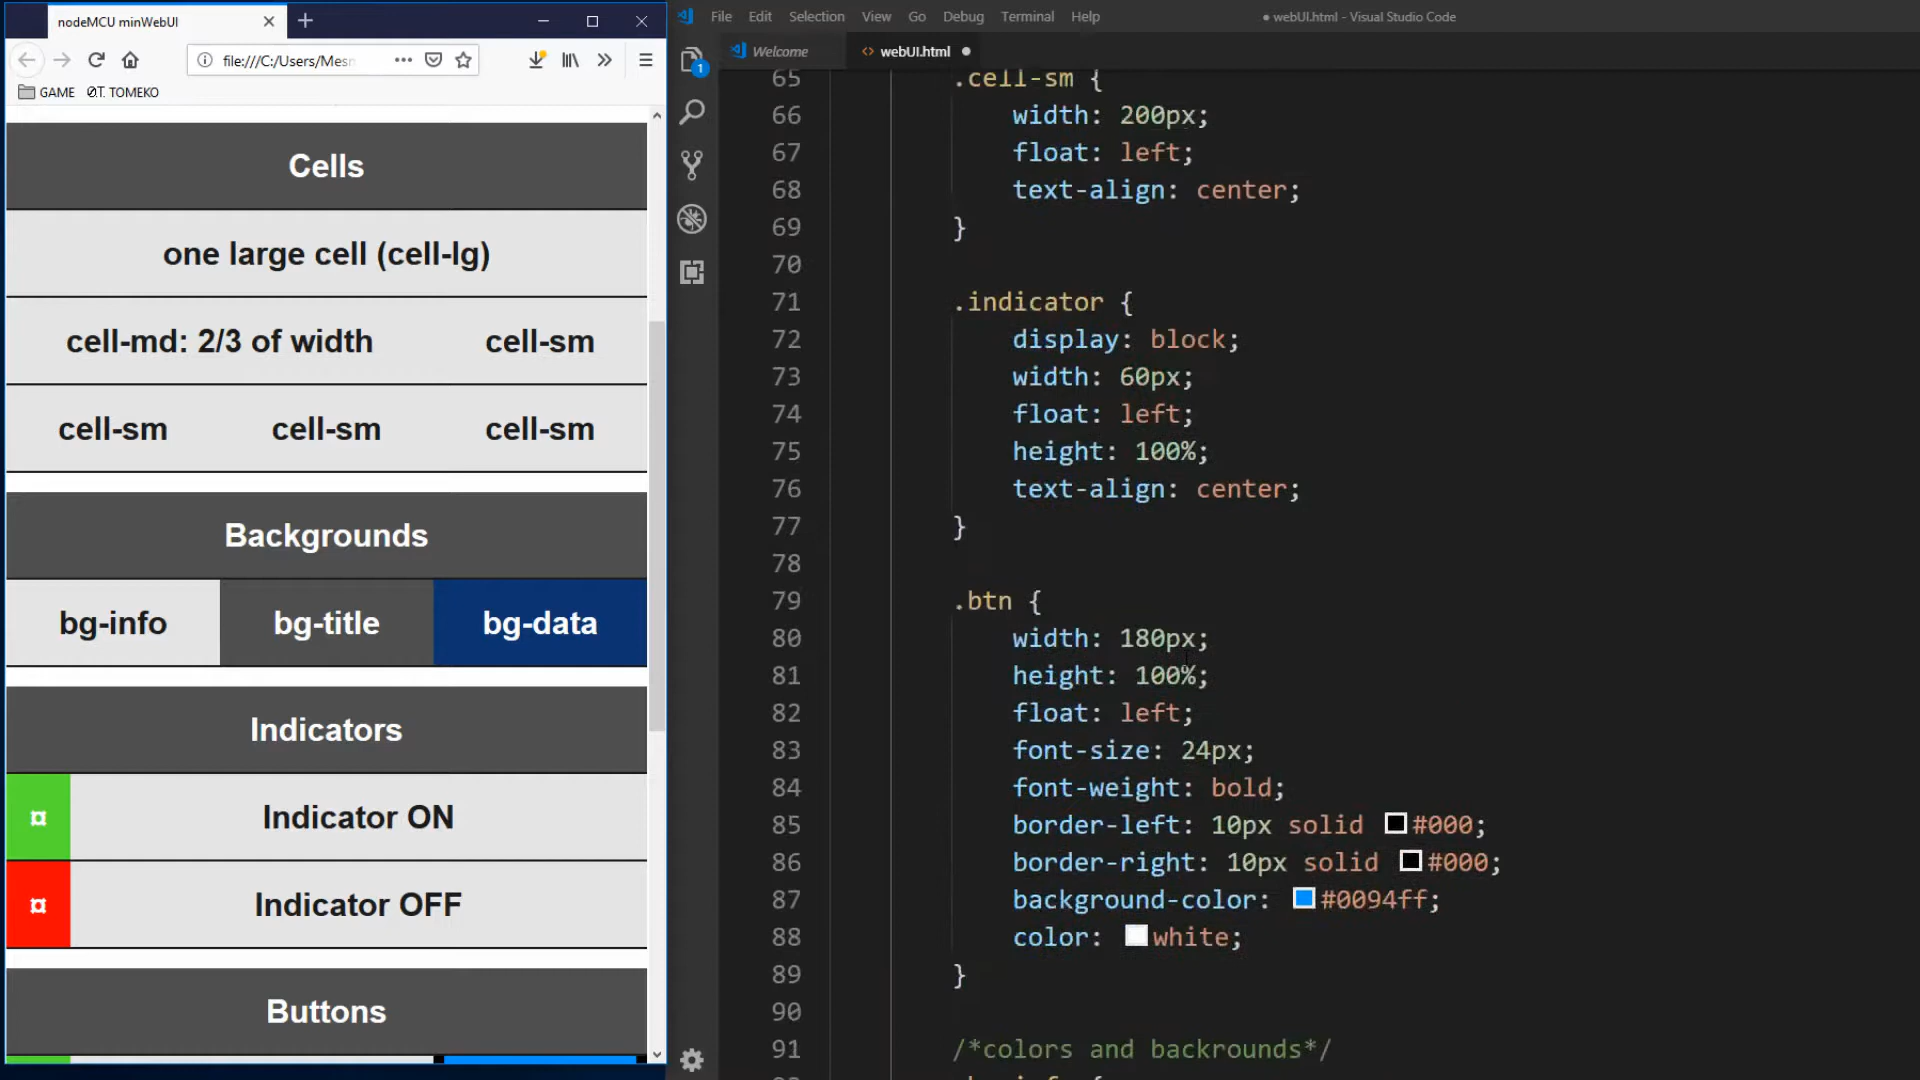 nodeMCU minWebUI
file:///C:/Users/Mesn
GAME
ØT. TOMEKO
Cells
one large cell (cell-lg)
cell-md: 2/3 of width
cell-sm
cell-sm
cell-sm
cell-sm
Backgrounds
bg-info
bg-title
bg-data
Indicators
¤
Indicator ON
¤
Indicator OFF
Buttons
File Edit Selection View Go Debug Terminal Help
● webUI.html - Visual Studio Code
1
Welcome
<> webUI.html ●
65 .cell-sm {
66 width: 200px;
67 float: left;
68 text-align: center;
69 }
70
71 .indicator {
72 display: block;
73 width: 60px;
74 float: left;
75 height: 100%;
76 text-align: center;
77 }
78
79 .btn {
80 width: 180px;
81 height: 100%;
82 float: left;
83 font-size: 24px;
84 font-weight: bold;
85 border-left: 10px solid #000;
86 border-right: 10px solid #000;
87 background-color: #0094ff;
88 color: white;
89 }
90
91 /*colors and backrounds*/